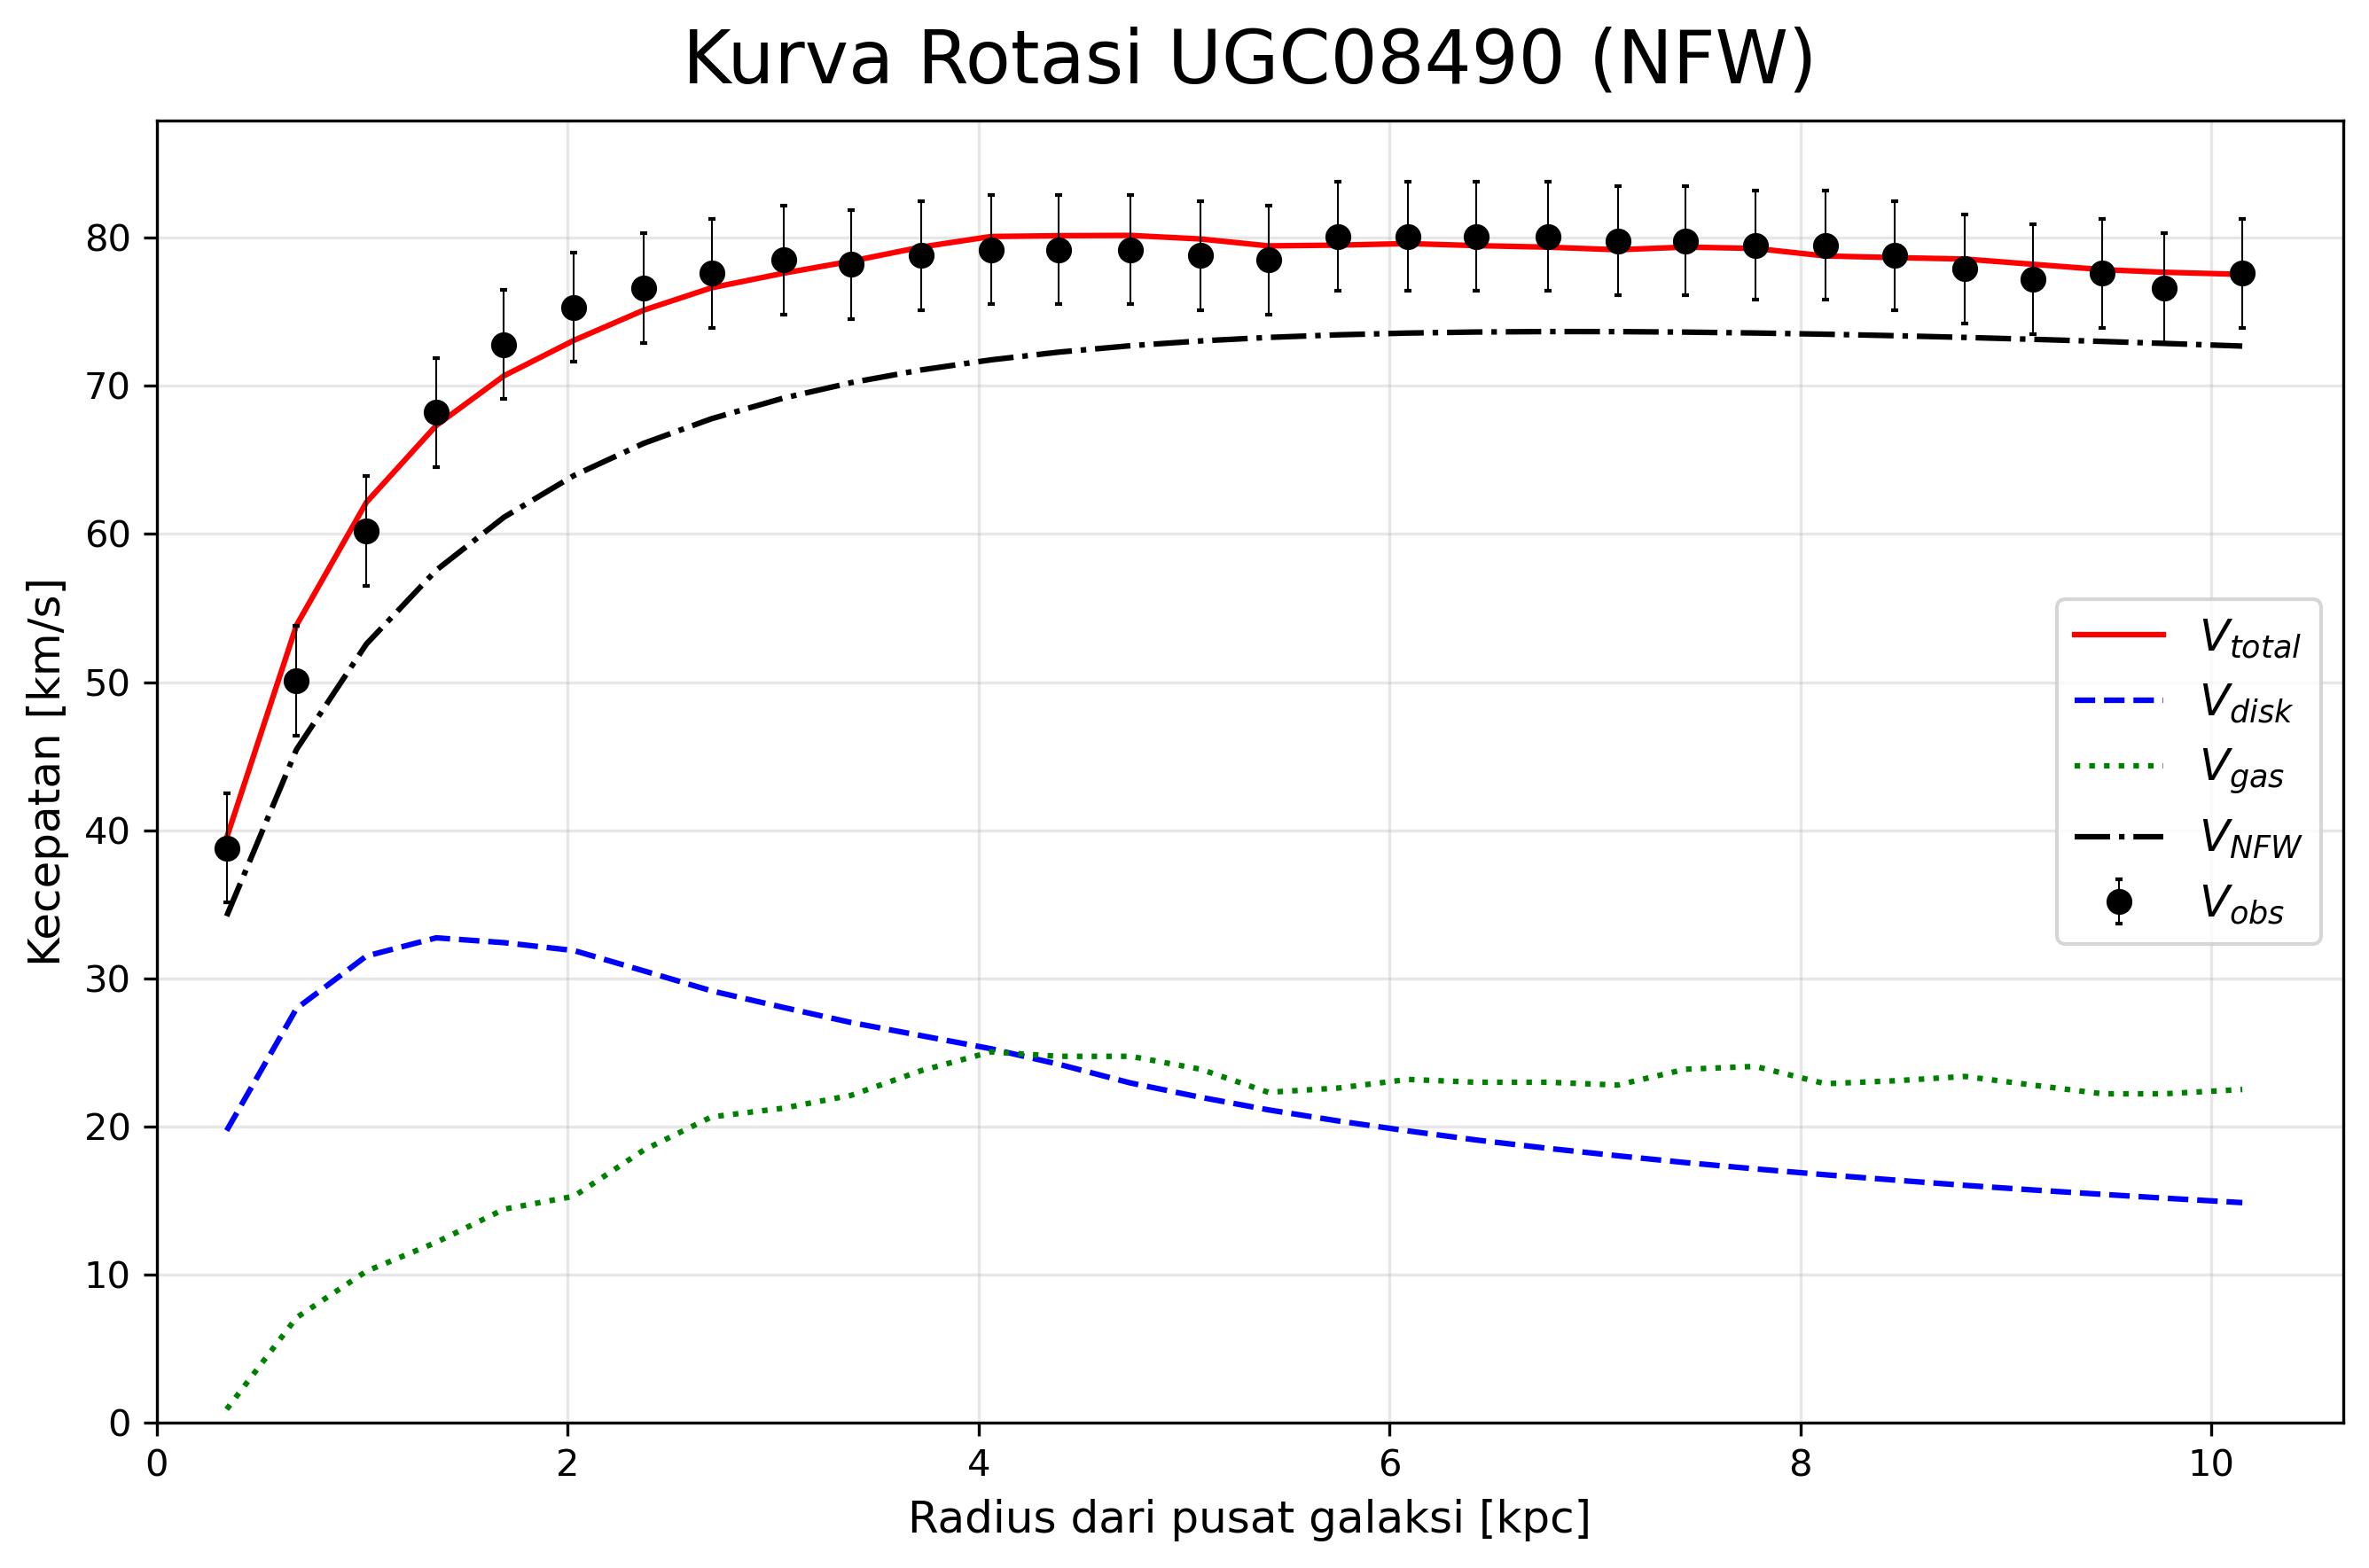 Kurva Rotasi UGC08490 (NFW)
Kecepatan [km/s]
80
70
60
50
40
30
20
10
0
0 2 4 6 8 10
Radius dari pusat galaksi [kpc]
V_total
V_disk
V_gas
V_NFW
V_obs